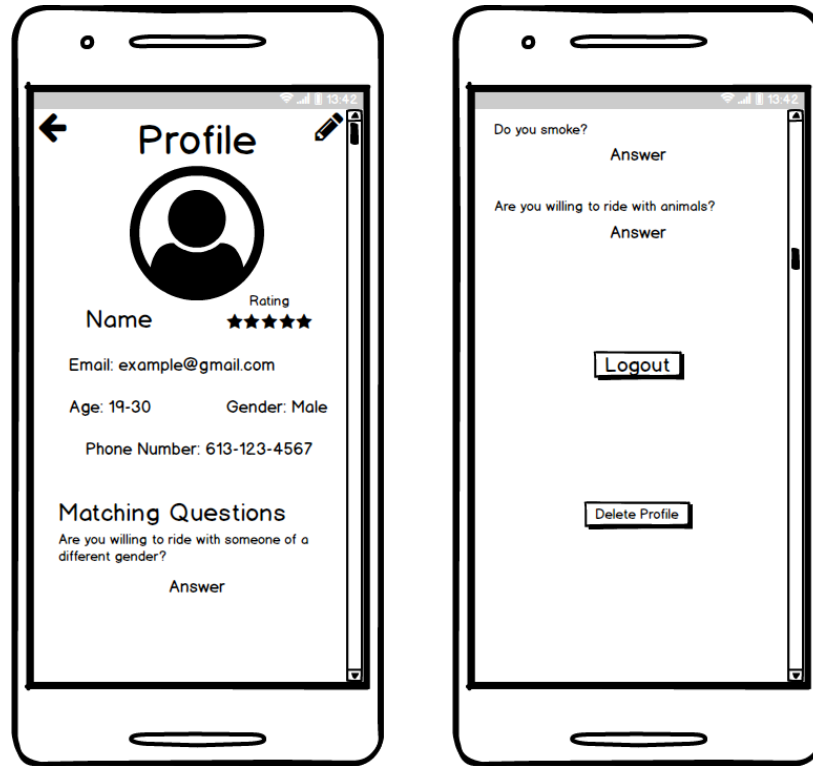 13:42
Profile
Rating
Name
Email: example@gmail.com
Age: 19-30 Gender: Male
Phone Number: 613-123-4567
Matching Questions
Are you willing to ride with someone of a
different gender?
Answer
13:42
Do you smoke?
Answer
Are you willing to ride with animals?
Answer
Logout
Delete Profile